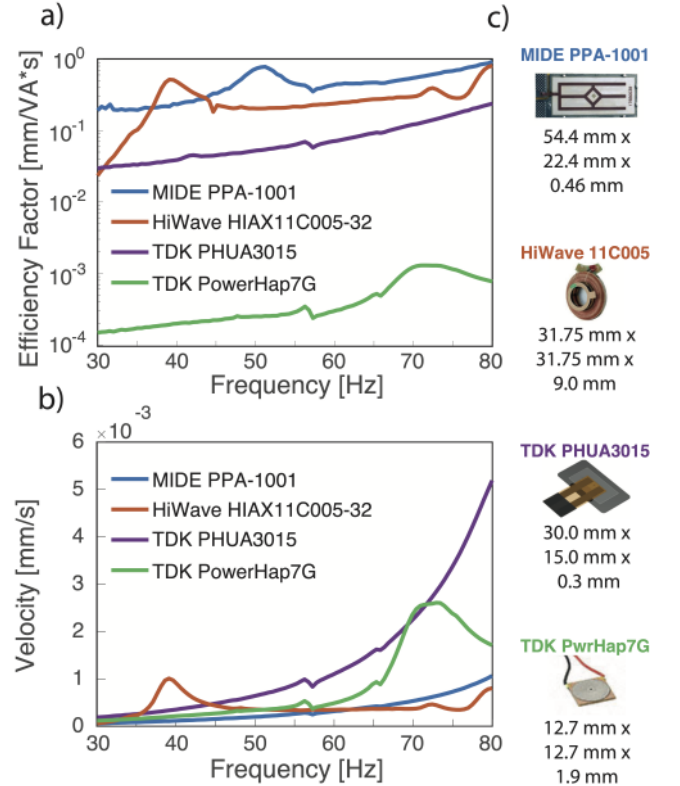 a)
Efficiency Factor [mm/VA*s]
10^0
10^-1
10^-2
10^-3
10^-4
MIDE PPA-1001
HiWave HIAX11C005-32
TDK PHUA3015
TDK PowerHap7G
30 40 50 60 70 80
Frequency [Hz]
b)
× 10^-3
Velocity [mm/s]
6
5
4
3
2
1
0
MIDE PPA-1001
HiWave HIAX11C005-32
TDK PHUA3015
TDK PowerHap7G
30 40 50 60 70 80
Frequency [Hz]
c)
MIDE PPA-1001
54.4 mm x
22.4 mm x
0.46 mm
HiWave 11C005
31.75 mm x
31.75 mm x
9.0 mm
TDK PHUA3015
30.0 mm x
15.0 mm x
0.3 mm
TDK PwrHap7G
12.7 mm x
12.7 mm x
1.9 mm